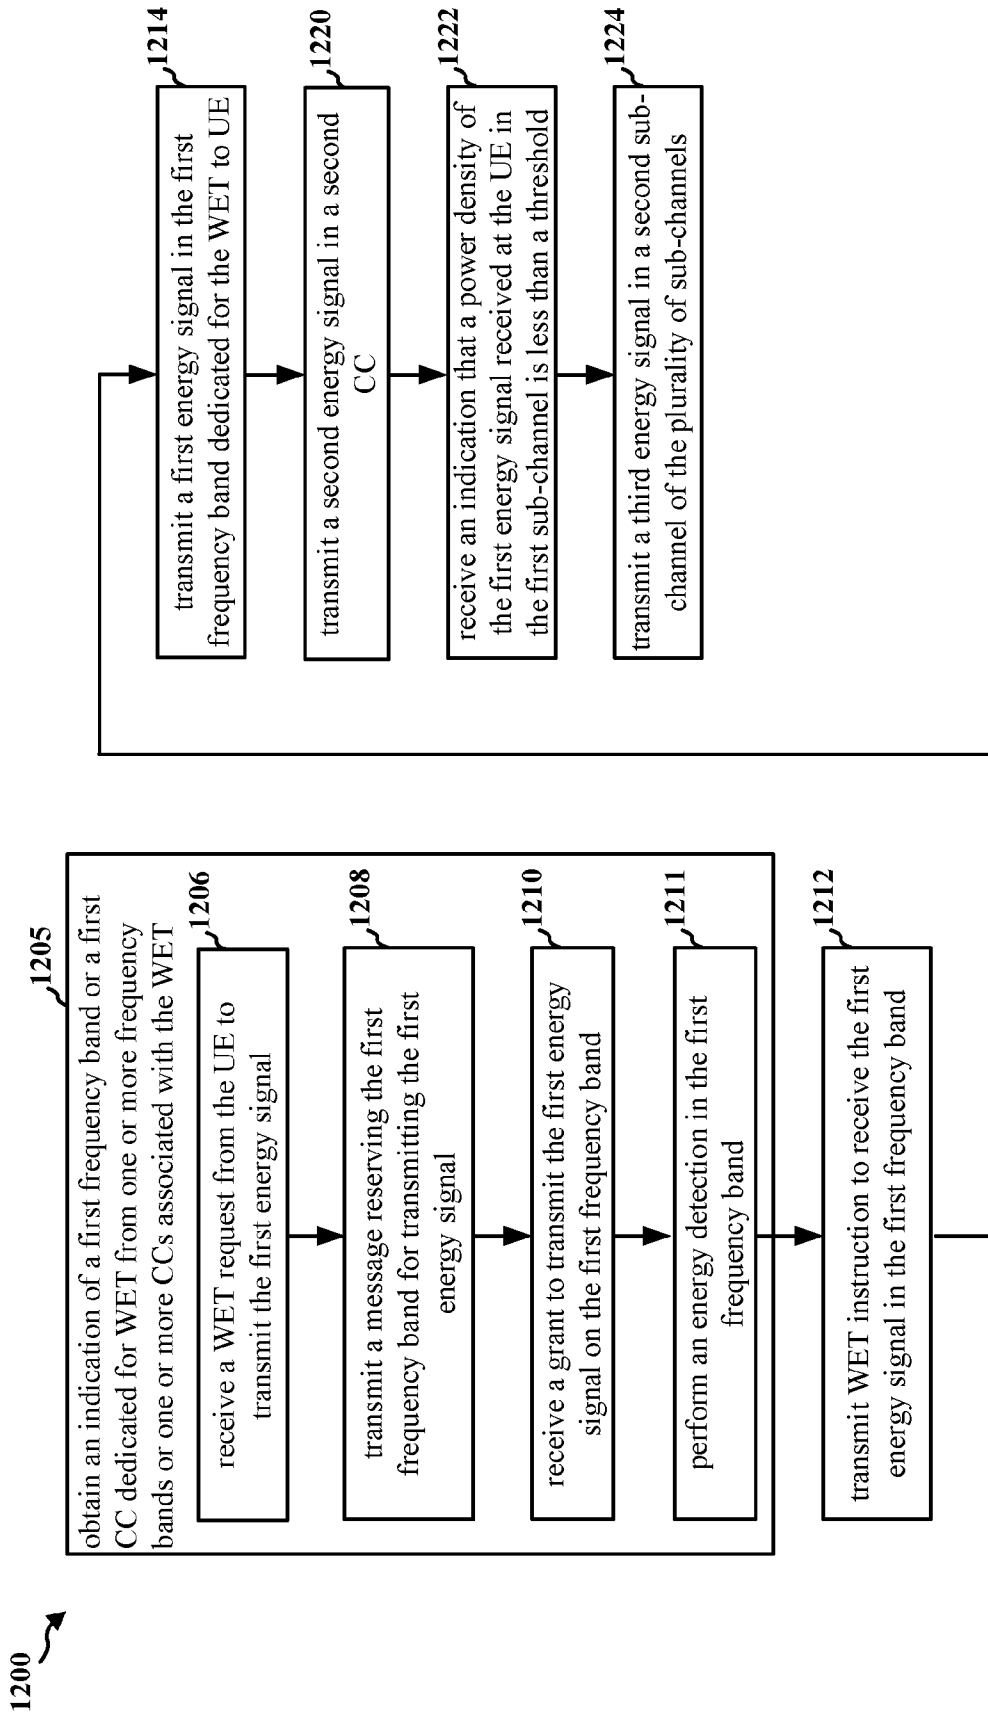 1200
1205
obtain an indication of a first frequency band or a first
CC dedicated for WET from one or more frequency
bands or one or more CCs associated with the WET
1206
receive a WET request from the UE to
transmit the first energy signal
1208
transmit a message reserving the first
frequency band for transmitting the first
energy signal
1210
receive a grant to transmit the first energy
signal on the first frequency band
1211
perform an energy detection in the first
frequency band
1212
transmit WET instruction to receive the first
energy signal in the first frequency band
1214
transmit a first energy signal in the first
frequency band dedicated for the WET to UE
1220
transmit a second energy signal in a second
CC
1222
receive an indication that a power density of
the first energy signal received at the UE in
the first sub-channel is less than a threshold
1224
transmit a third energy signal in a second sub-
channel of the plurality of sub-channels